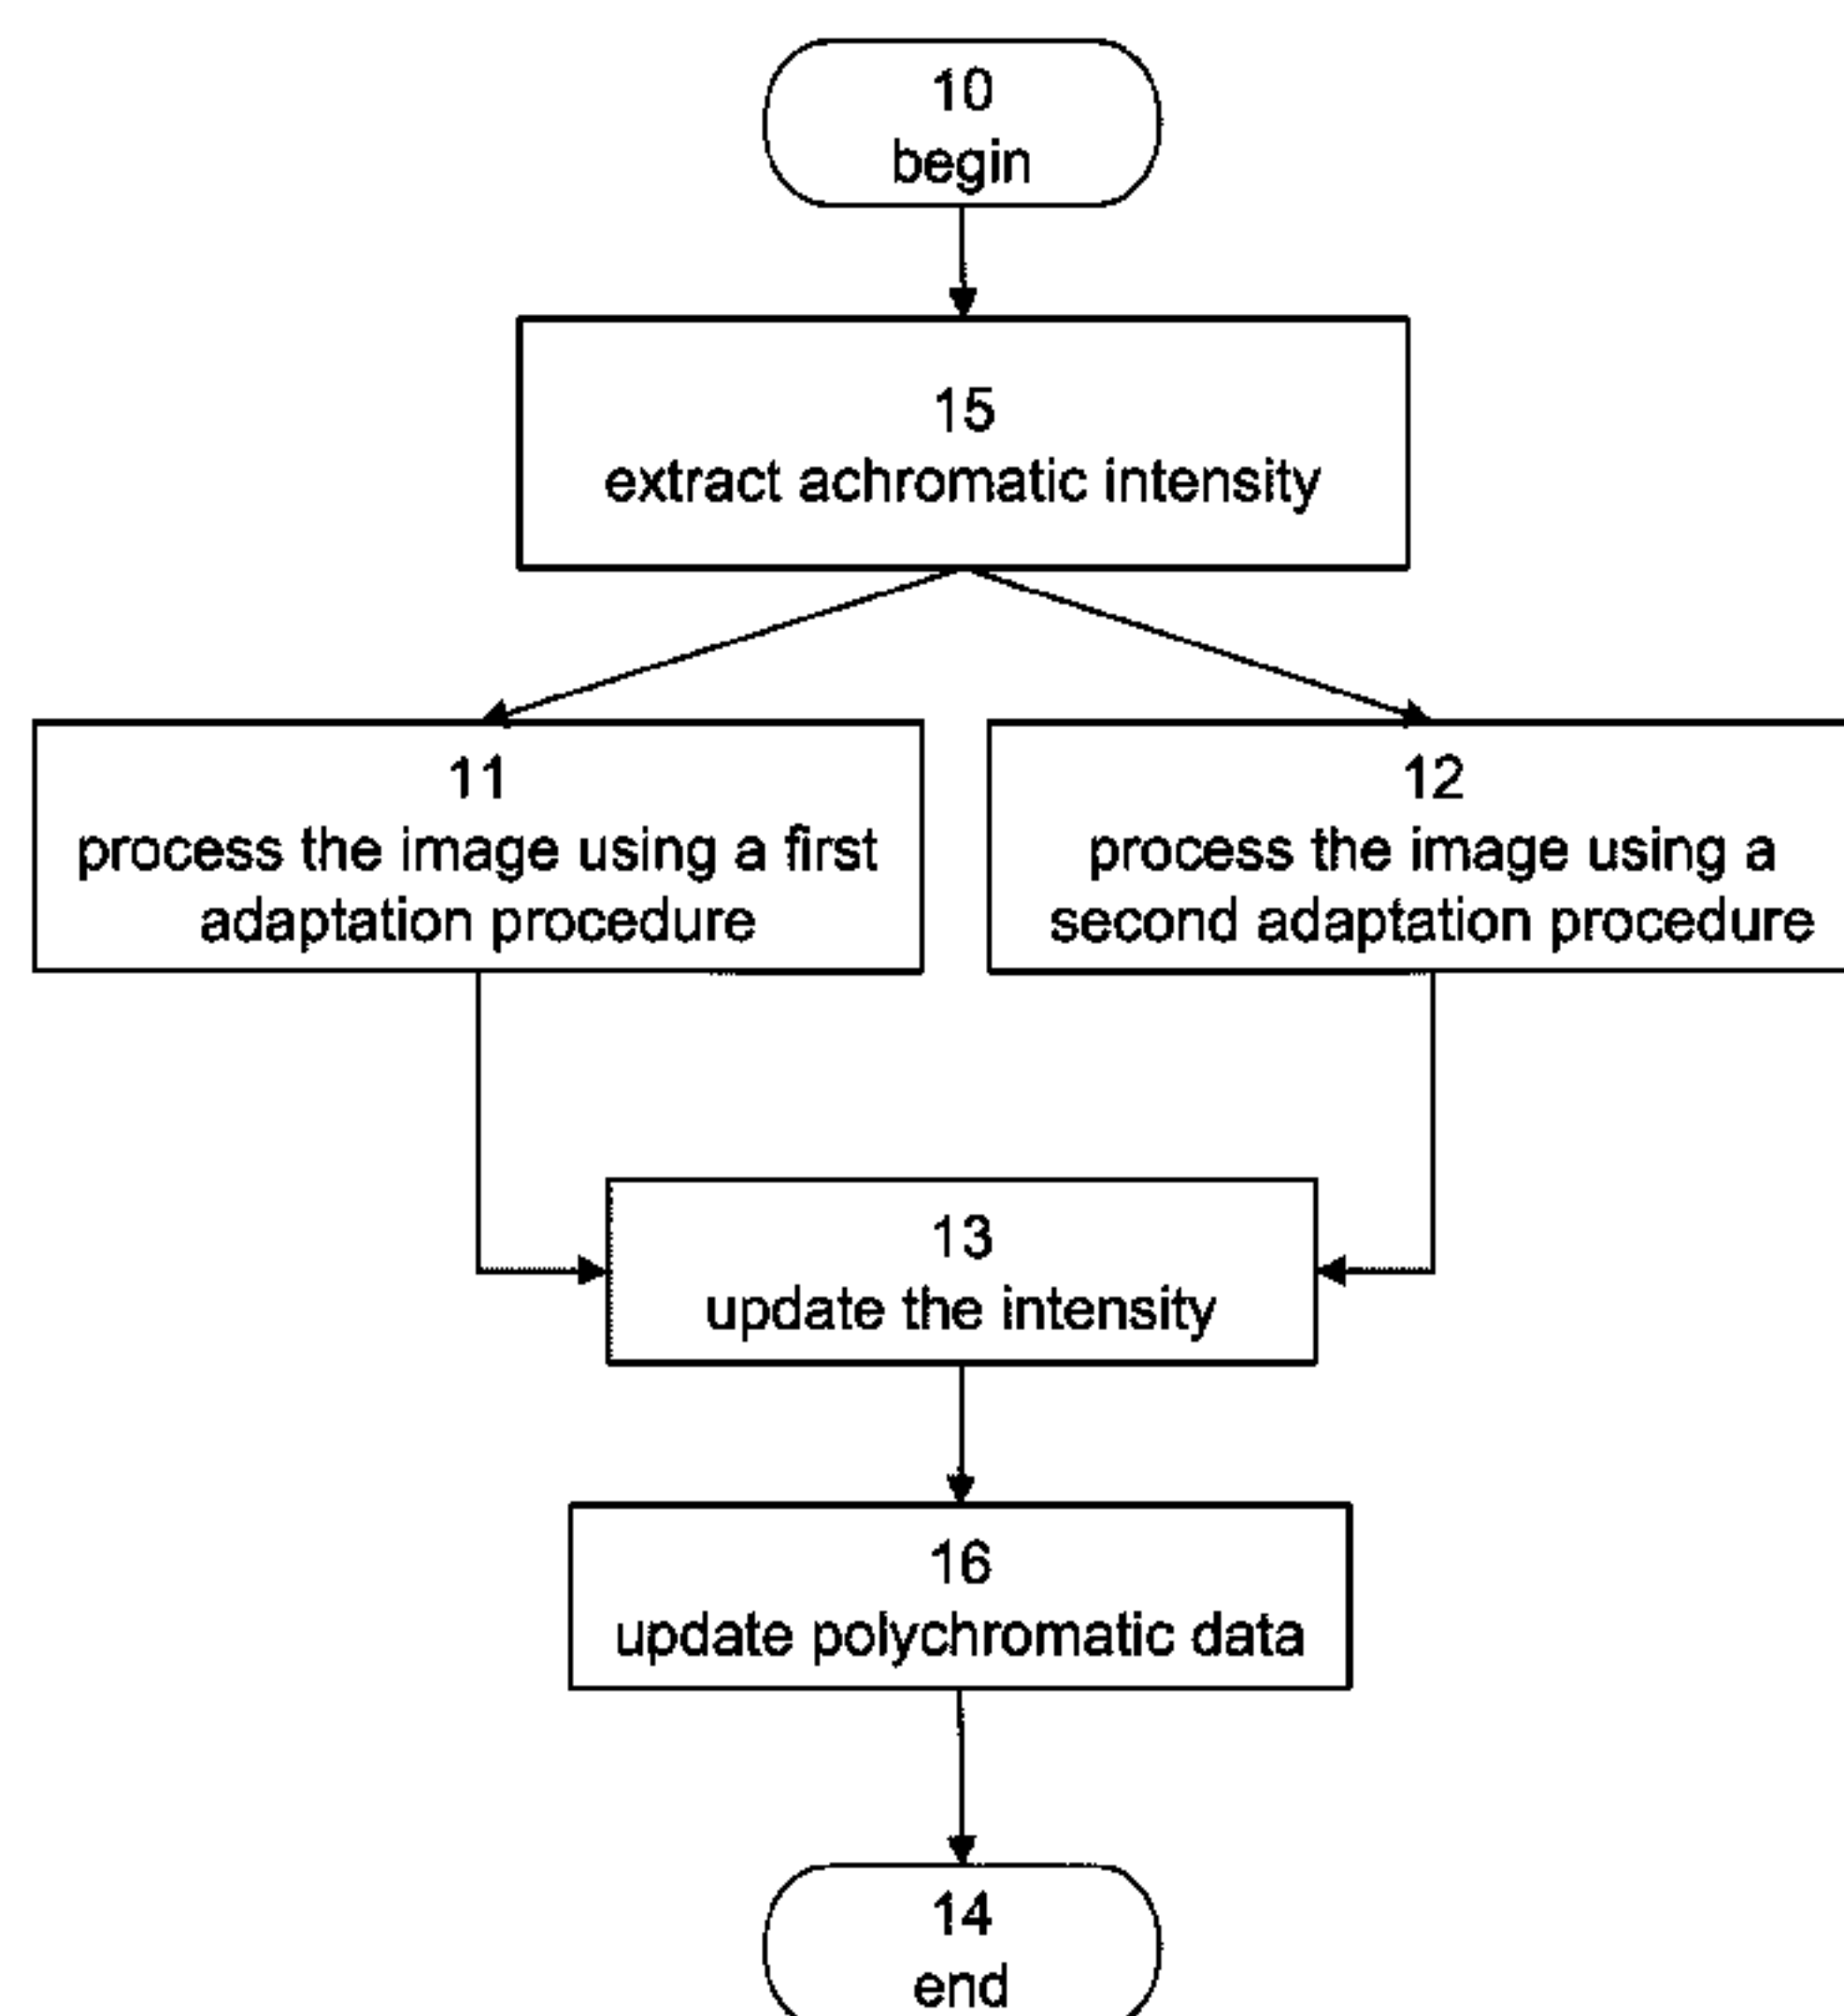 10
begin
15
extract achromatic intensity
11
process the image using a first
adaptation procedure
12
process the image using a
second adaptation procedure
13
update the intensity
16
update polychromatic data
14
end